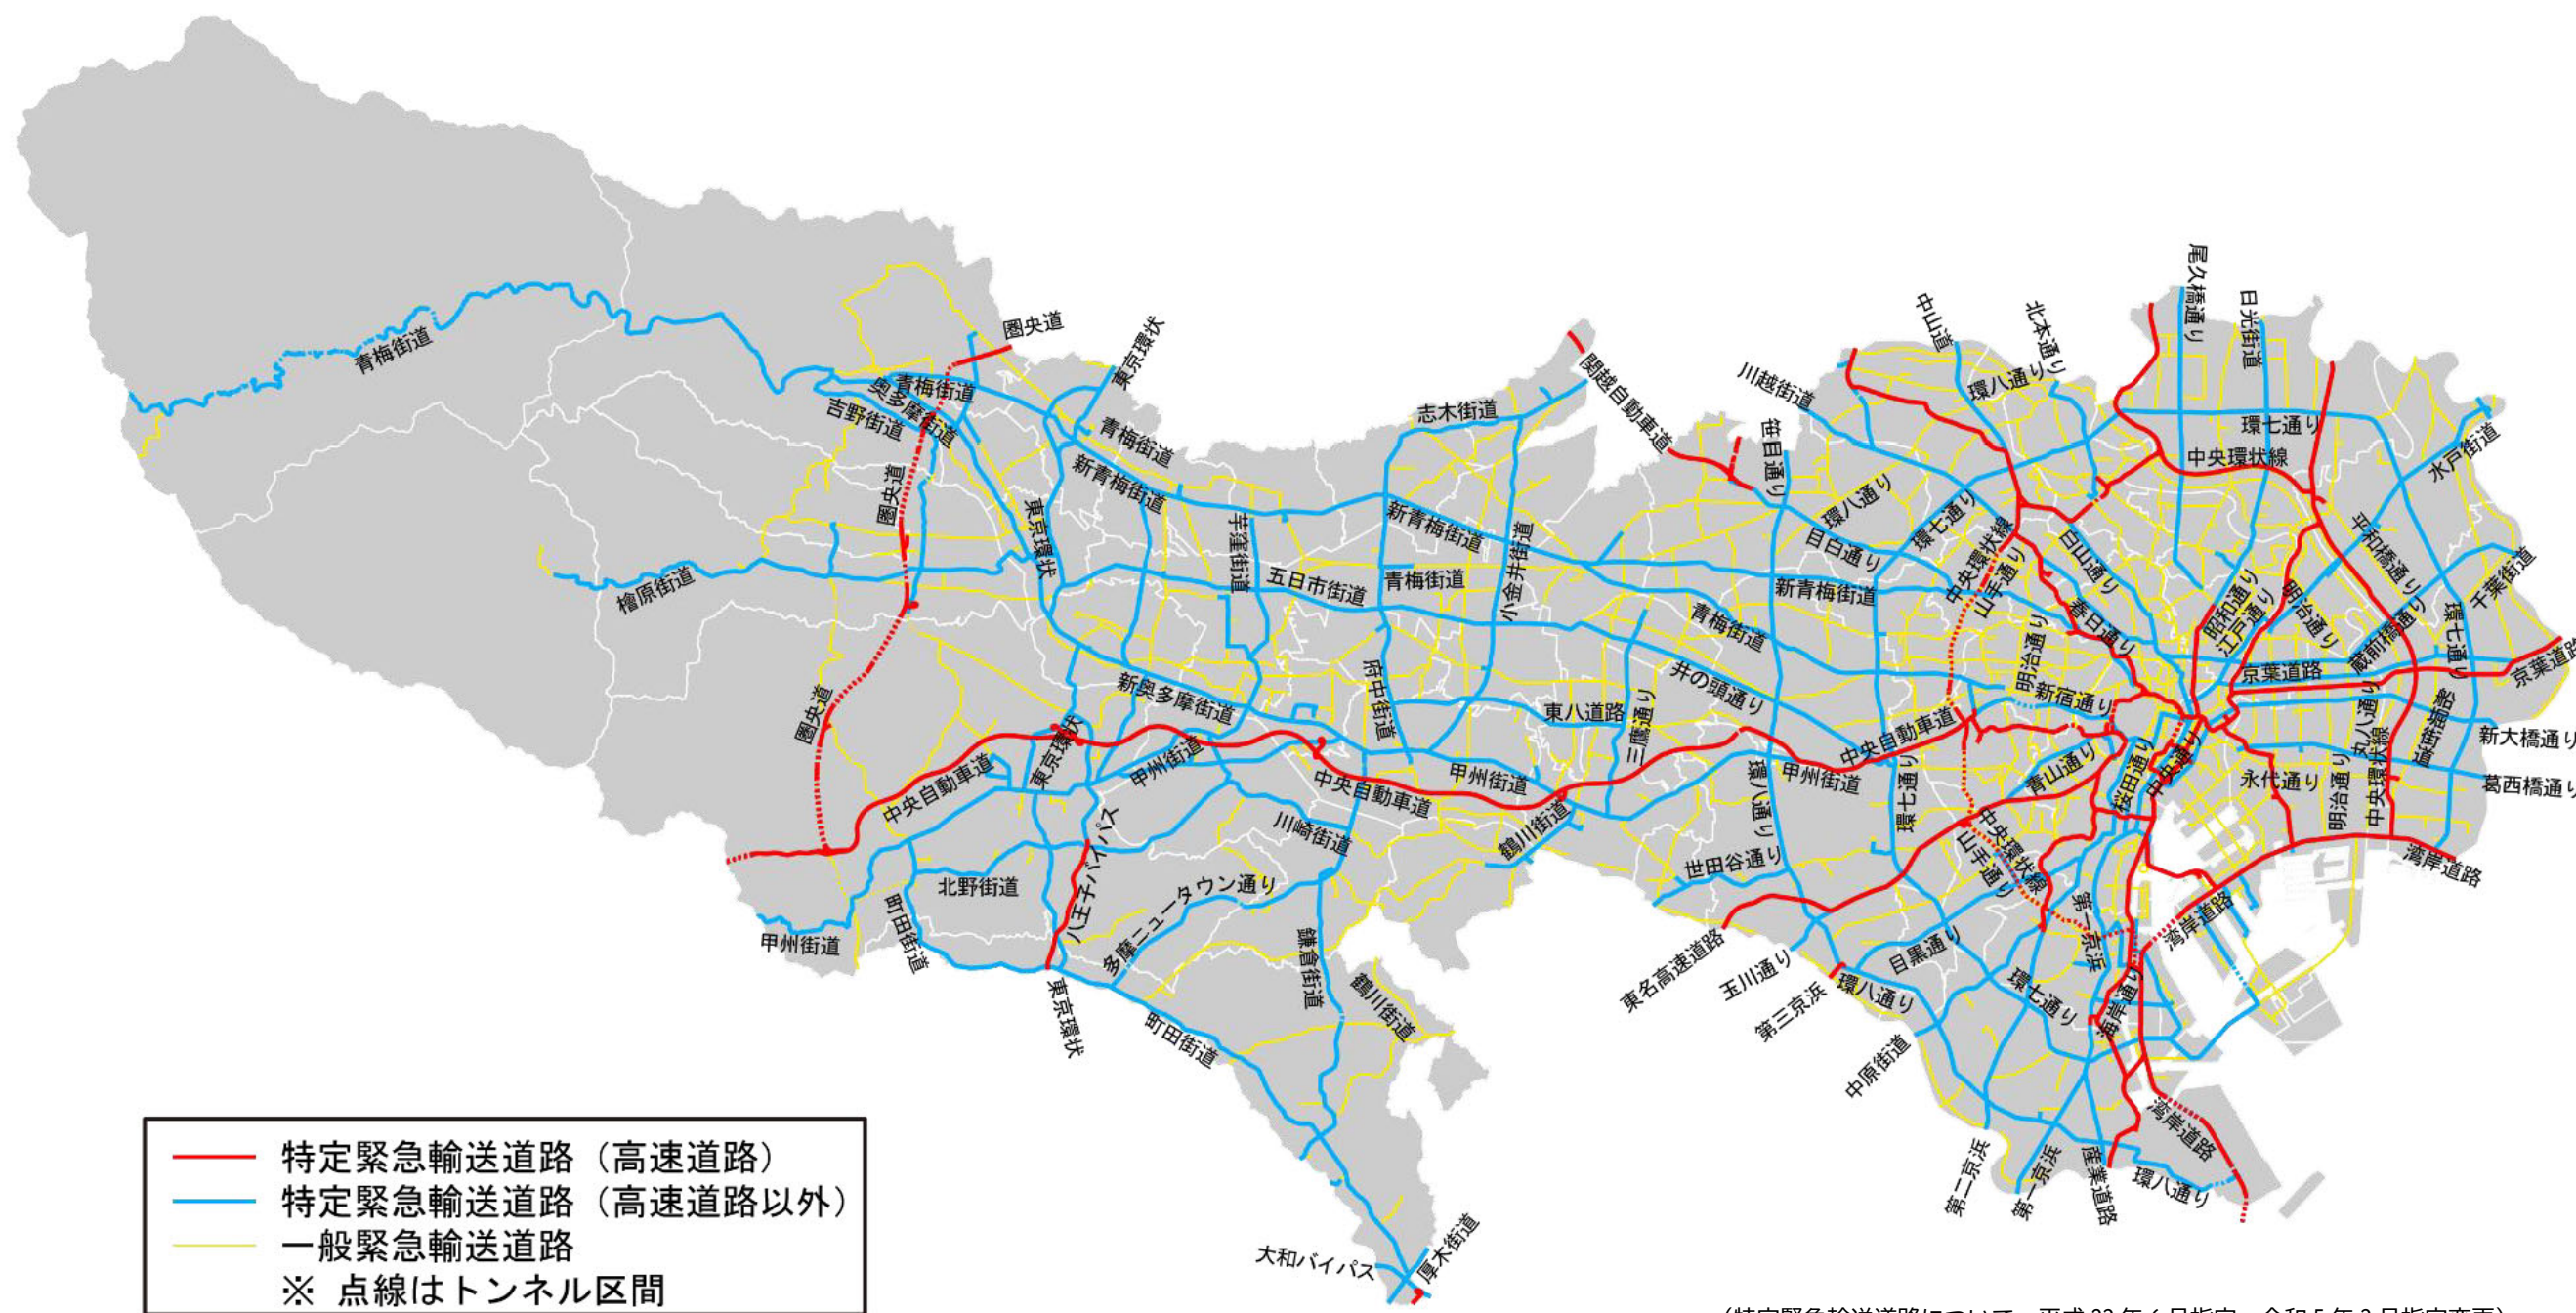 尾久橋通り
日光街道
中山道
北本通り
圏央道
東京環状
青梅街道
関越自動車道
川越街道
環八通り
奥多摩街道
青梅街道
吉野街道
志木街道
青梅街道
新青梅街道
笹目通り
環七通り
中央環状線
水戸街道
圏央道
東京環状
芋窪街道
新青梅街道
小金井街道
環八通り
目白通り
環七通り
中央環状線
山手通り
白山通り
平和橋通り
千葉街道
檜原街道
五日市街道
青梅街道
新青梅街道
青梅街道
春日通り
昭和通り
江戸通り
明治通り
蔵前橋通り
環七通り
明治通り
京葉道路
京葉道路
圏央道
新奥多摩街道
府中街道
東八道路
三鷹通り
井の頭通り
新宿通り
丸八通り
船堀街道
新大橋通り
中央自動車道
東京環状
甲州街道
中央自動車道
甲州街道
環八通り
甲州街道
中央自動車道
環七通り
青山通り
桜田通り
中央通り
永代通り
明治通り
中央環状線
葛西橋通り
川崎街道
鶴川街道
世田谷通り
中央環状線
山手通り
湾岸道路
北野街道
八王子バイパス
多摩ニュータウン通り
甲州街道
町田街道
鎌倉街道
鶴川街道
東名高速道路
玉川通り
第三京浜
環八通り
目黒通り
環七通り
第一京浜
海岸通り
湾岸道路
東京環状
町田街道
中原街道
湾岸道路
第二京浜
第一京浜
産業道路
環八通り
大和バイパス
厚木街道
特定緊急輸送道路（高速道路）
特定緊急輸送道路（高速道路以外）
一般緊急輸送道路
※ 点線はトンネル区間